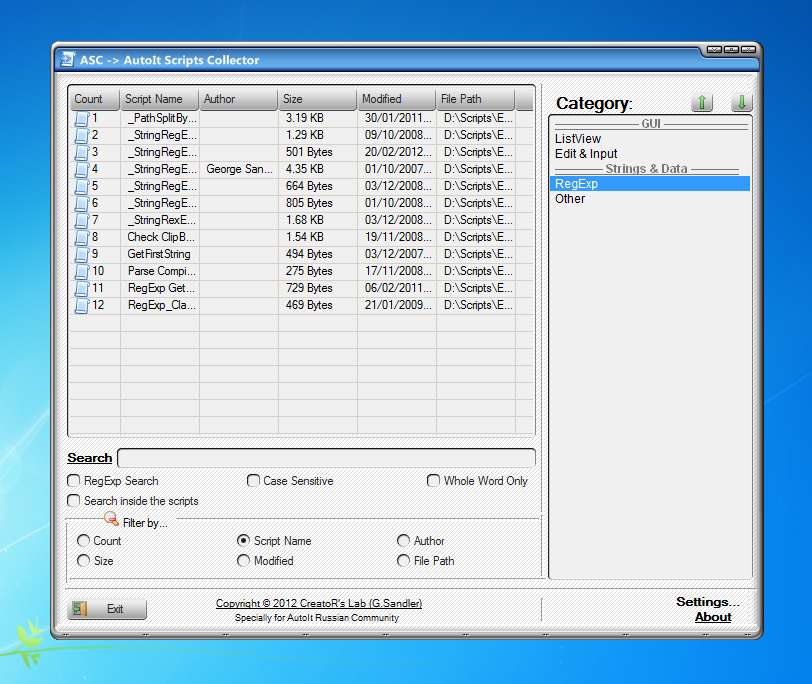 ASC -> AutoIt Scripts Collector
Count Script Name Author Size Modified File Path
1 _PathSplitBy... 3.19 KB 30/01/2011... D:\Scripts\E...
2 _StringRegE... 1.29 KB 09/10/2008... D:\Scripts\E...
3 _StringRegE... 501 Bytes 20/02/2012... D:\Scripts\E...
4 _StringRegE... George San... 4.35 KB 01/10/2007... D:\Scripts\E...
5 _StringRegE... 664 Bytes 03/12/2008... D:\Scripts\E...
6 _StringRegE... 805 Bytes 01/10/2008... D:\Scripts\E...
7 _StringRexE... 1.68 KB 03/12/2008... D:\Scripts\E...
8 Check ClipB... 1.54 KB 19/11/2008... D:\Scripts\E...
9 GetFirstString 494 Bytes 03/12/2007... D:\Scripts\E...
10 Parse Compi... 275 Bytes 17/11/2008... D:\Scripts\E...
11 RegExp Get... 729 Bytes 06/02/2011... D:\Scripts\E...
12 RegExp_Cla... 469 Bytes 21/01/2009... D:\Scripts\E...
Category:
GUI
ListView
Edit & Input
Strings & Data
RegExp
Other
Search
RegExp Search Case Sensitive Whole Word Only
Search inside the scripts
Filter by...
Count Script Name Author
Size Modified File Path
Exit
Copyright © 2012 CreatoR's Lab (G.Sandler)
Specially for AutoIt Russian Community
Settings...
About